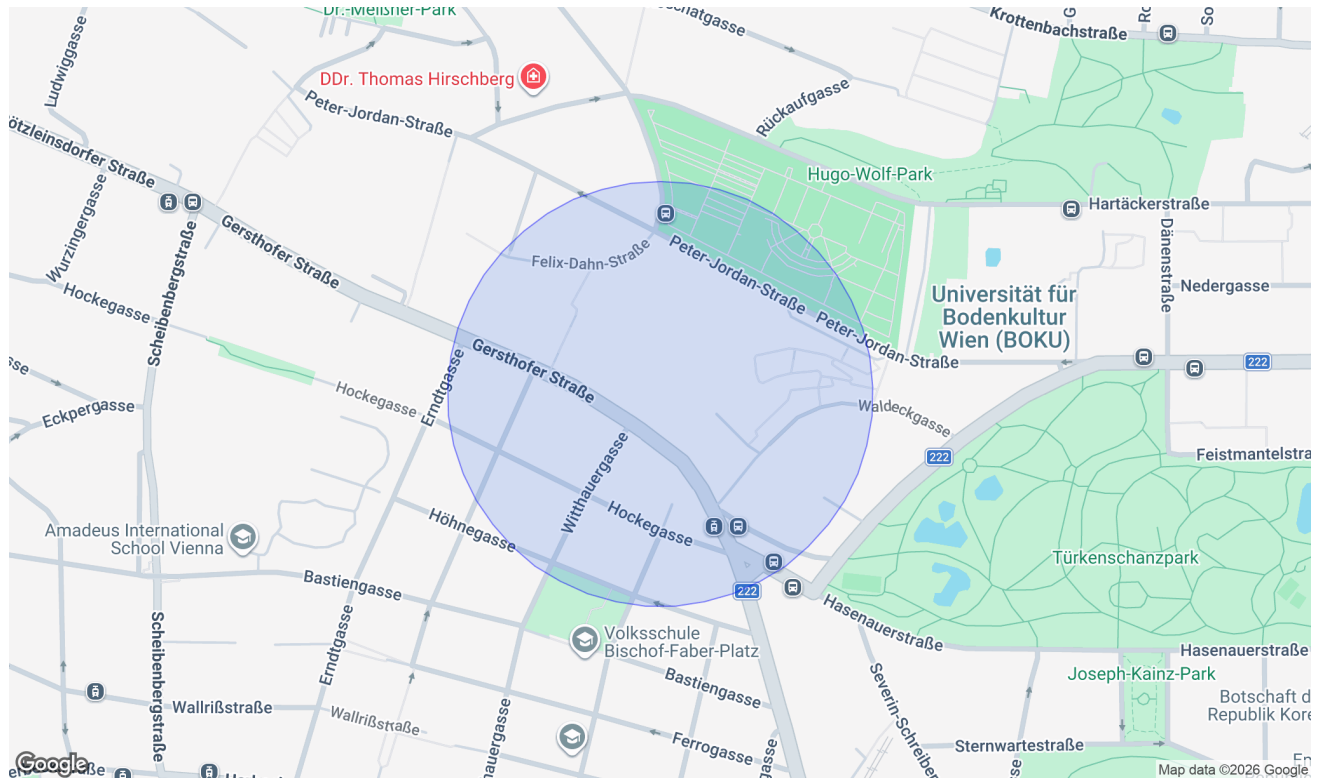 Dr.-Meißner-Park
Krottenbachstraße
Ludwiggasse
DDr. Thomas Hirschberg
Peter-Jordan-Straße
Rückaufgasse
Hugo-Wolf-Park
Hartäckerstraße
Wurzingergasse
Scheibenbergstraße
Gersthofer Straße
Felix-Dahn-Straße
Peter-Jordan-Straße
Dänenstraße
Nedergasse
Hockegasse
Universität für
Bodenkultur
Wien (BOKU)
Peter-Jordan-Straße
222
Gersthofer Straße
Erndtgasse
Hockegasse
Eckpergasse
Waldeckgasse
222
Witthauergasse
Höhnegasse
Hockegasse
Amadeus International
School Vienna
Türkenschanzpark
Bastiengasse
222
Hasenauerstraße
Scheibenbergstraße
Erndtgasse
Volksschule
Bischof-Faber-Platz
Hasenauerstraße
Joseph-Kainz-Park
Bastiengasse
Wallrißstraße
Wallrißstraße
Botschaft d
Republik Kore
Ferrogasse
Sternwartestraße
Google
Map data ©2026 Google